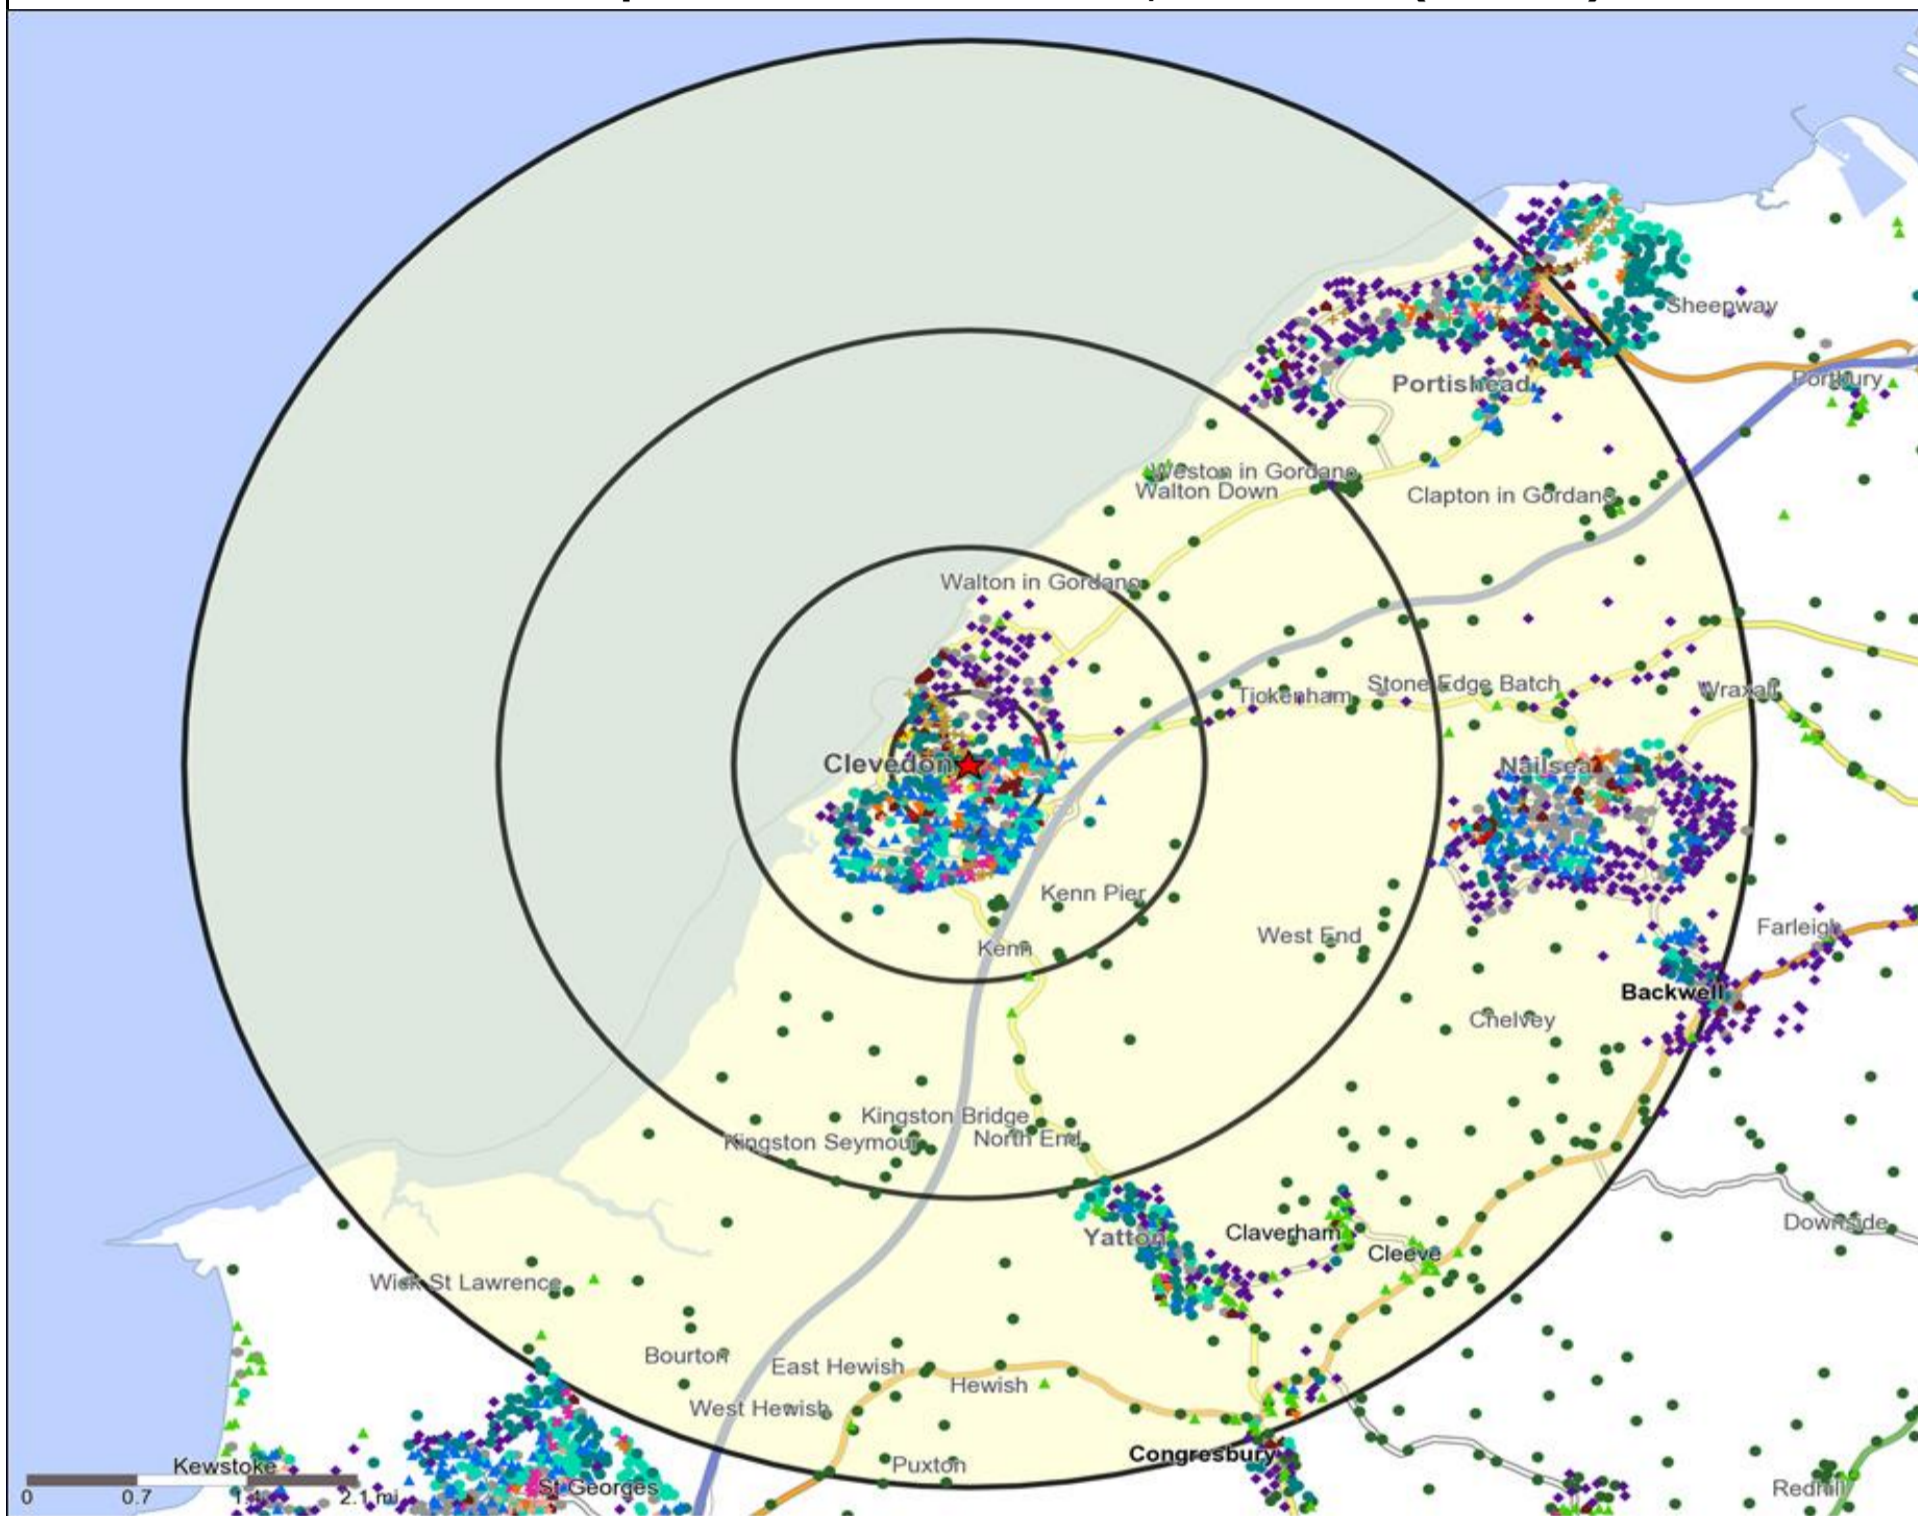 Sheepway
Portbury
Portishead
Weston in Gordano
Walton Down
Clapton in Gordano
Walton in Gordano
Tickenham
Stone Edge Batch
Wraxall
Clevedon
Nailsea
Kenn Pier
West End
Farleigh
Kenn
Backwell
Chelvey
Kingston Bridge
Kingston Seymour
North End
Yatton
Claverham
Cleeve
Downside
Wick St Lawrence
Bourton
East Hewish
Hewish
West Hewish
Congresbury
Puxton
Kewstoke
St Georges
Redhill
0 0.7 1.4 2.1 mi